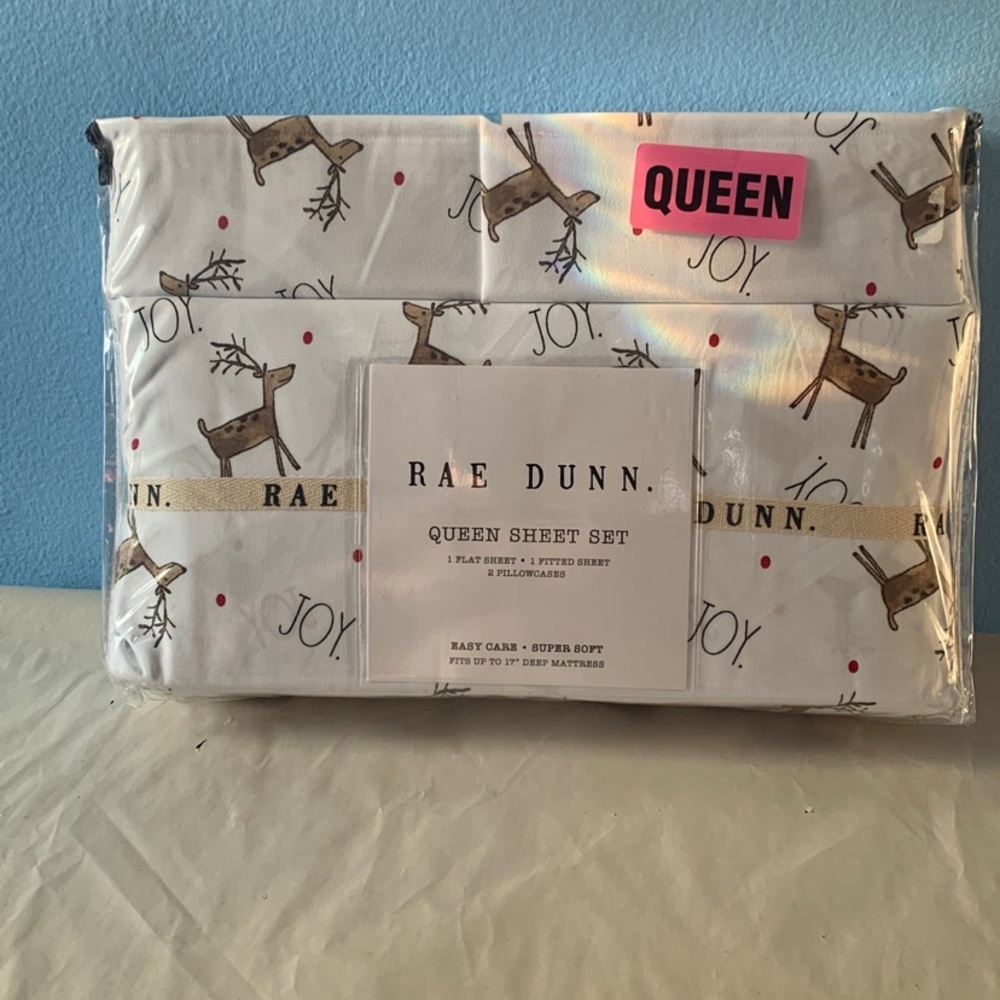 JOY.
QUEEN
JOY.
JOY.
JOY.
RAE DUNN.
RAE
DUNN.
QUEEN SHEET SET
1 FLAT SHEET • 1 FITTED SHEET
2 PILLOWCASES
JOY.
JOY.
EASY CARE • SUPER SOFT
FITS UP TO 17" DEEP MATTRESS